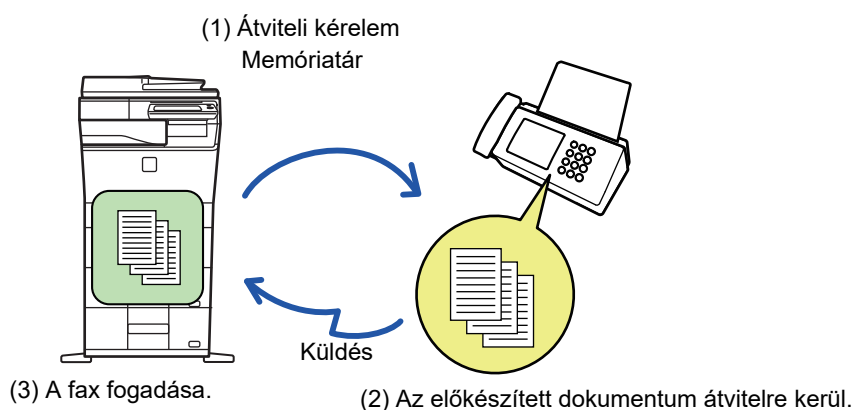 (1) Átviteli kérelem
Memóriatár
Küldés
(3) A fax fogadása.
(2) Az előkészített dokumentum átvitelre kerül.